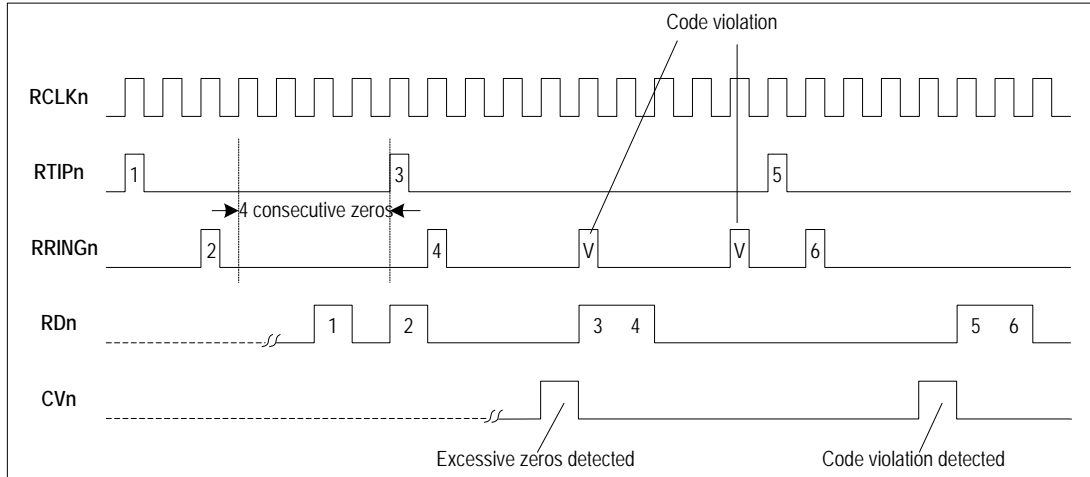 Code violation
RCLKn
RTIPn
1
3
5
4 consecutive zeros
RRINGn
2
4
V
V
6
RDn
1
2
3 4
5 6
CVn
Excessive zeros detected
Code violation detected